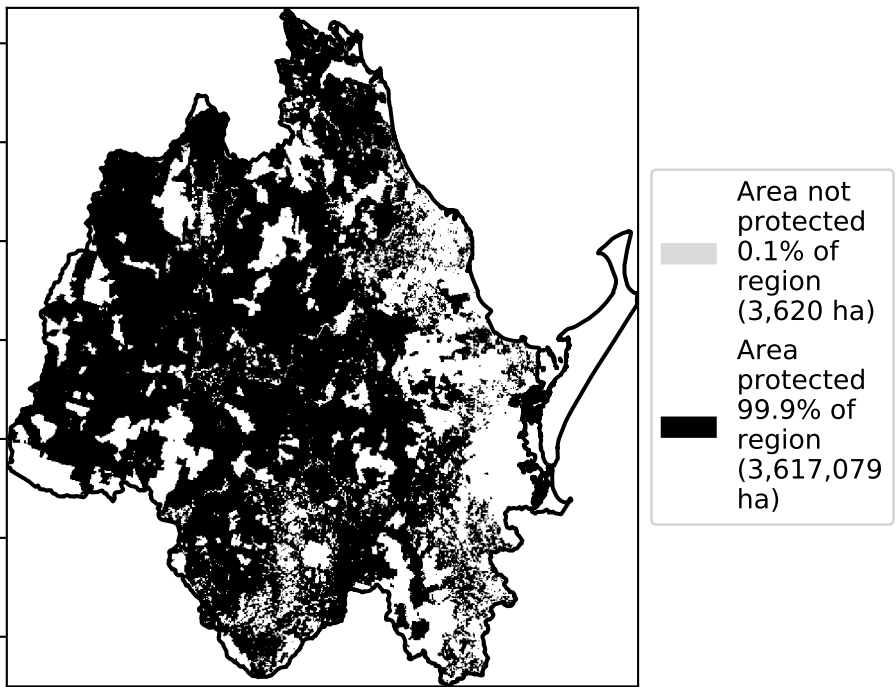 Area not
protected
0.1% of
region
(3,620 ha)
Area
protected
99.9% of
region
(3,617,079
ha)